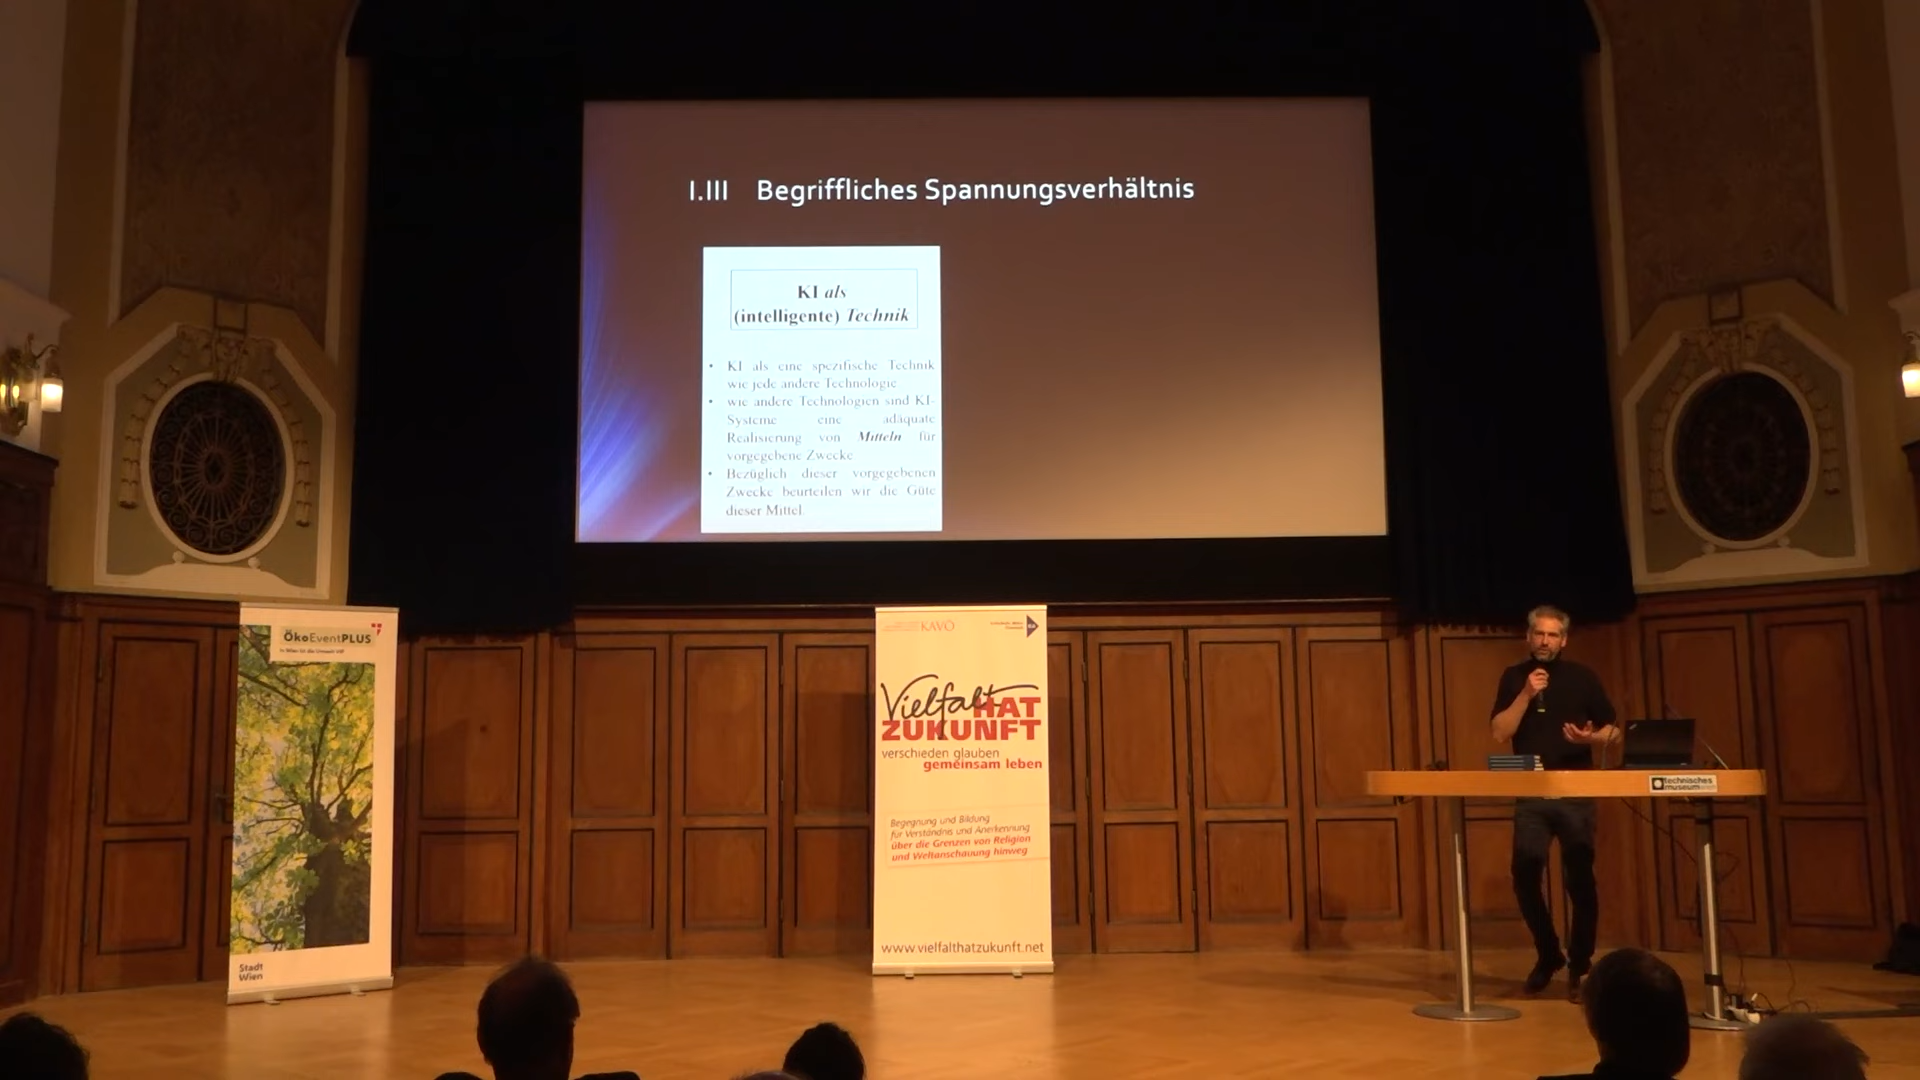 I.III Begriffliches Spannungsverhältnis
KI als
(intelligente) Technik
• KI als eine spezifische Technik
wie jede andere Technologie
• wie andere Technologien sind KI-
Systeme eine adäquate
Realisierung von Mitteln für
vorgegebene Zwecke
• Bezüglich dieser vorgegebenen
Zwecke beurteilen wir die Güte
dieser Mittel.
ÖkoEventPLUS
Stadt
Wien
KAVÖ
Vielfalt HAT
ZUKUNFT
verschieden glauben
gemeinsam leben
Begegnung und Bildung
für Verständnis und Anerkennung
über die Grenzen von Religion
und Weltanschauung hinweg
www.vielfalthatzukunft.net
technisches
museum